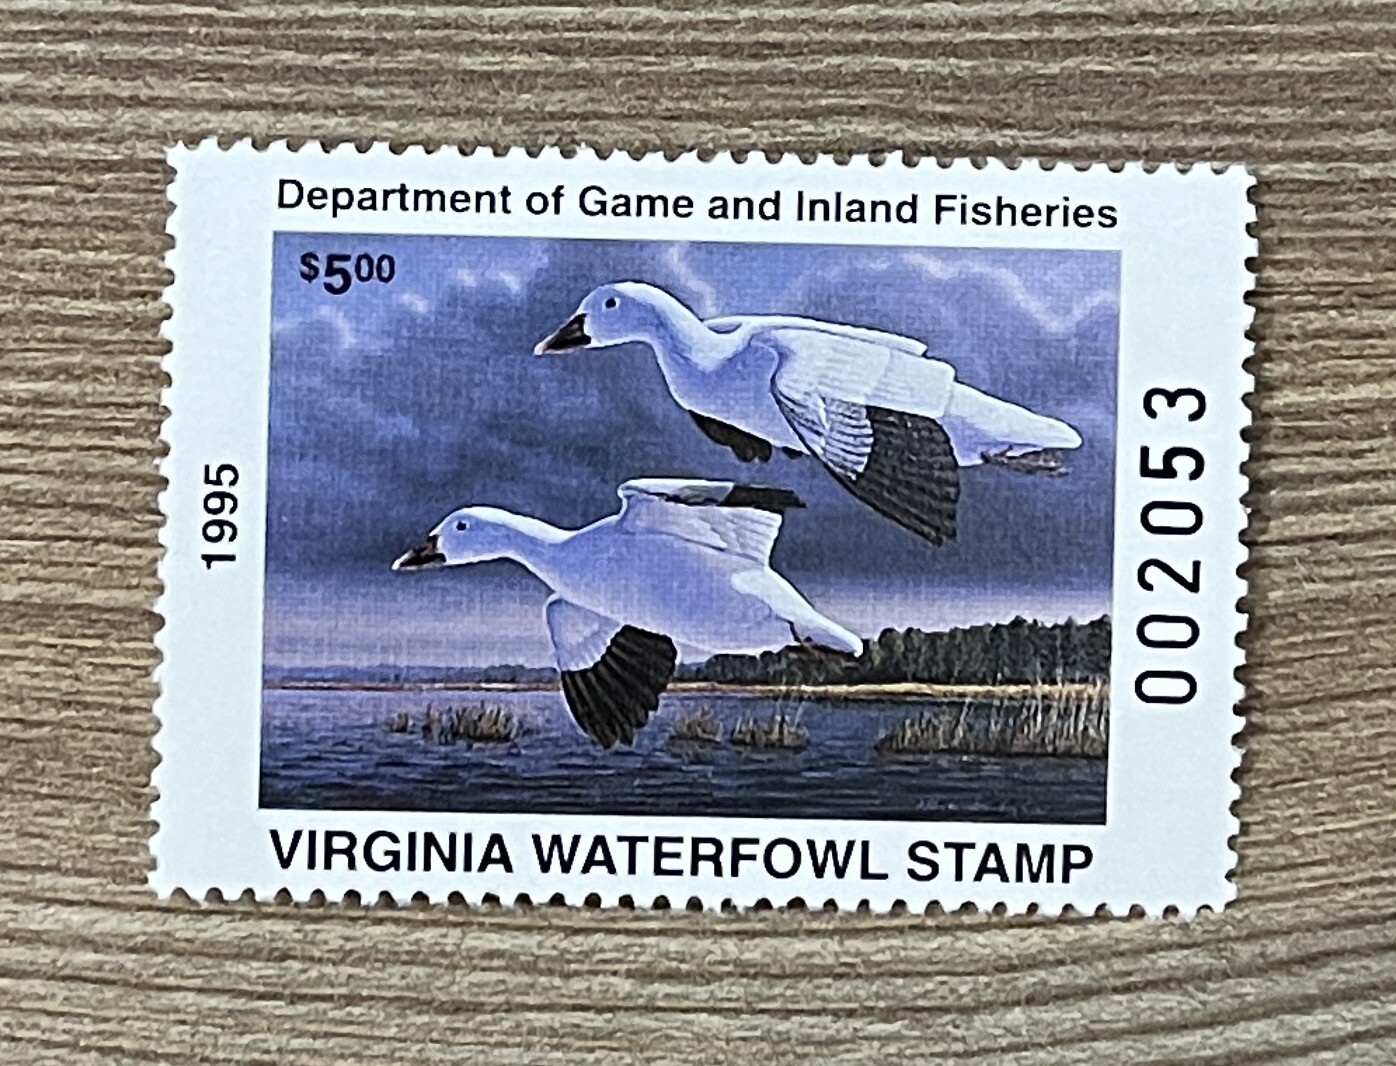 Department of Game and Inland Fisheries
$5.00
1995
002053
VIRGINIA WATERFOWL STAMP